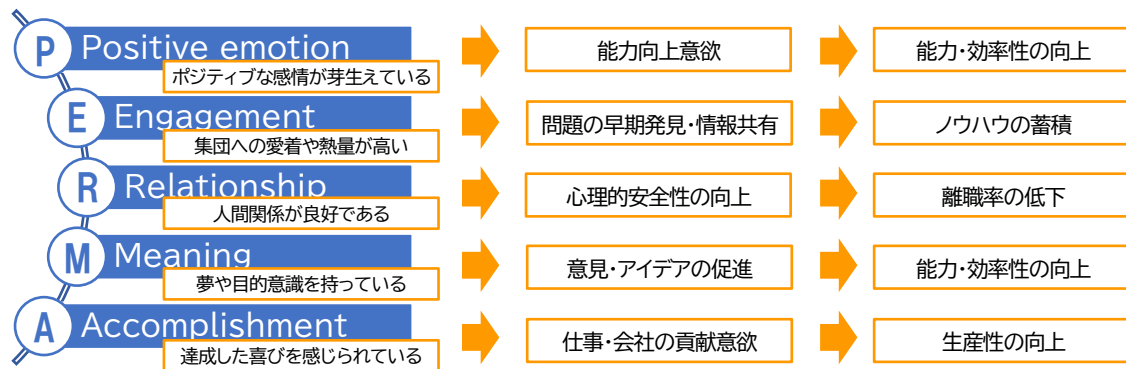 P Positive emotion
ポジティブな感情が芽生えている
能力向上意欲
能力・効率性の向上
E Engagement
集団への愛着や熱量が高い
問題の早期発見・情報共有
ノウハウの蓄積
R Relationship
人間関係が良好である
心理的安全性の向上
離職率の低下
M Meaning
夢や目的意識を持っている
意見・アイデアの促進
能力・効率性の向上
A Accomplishment
達成した喜びを感じられている
仕事・会社の貢献意欲
生産性の向上